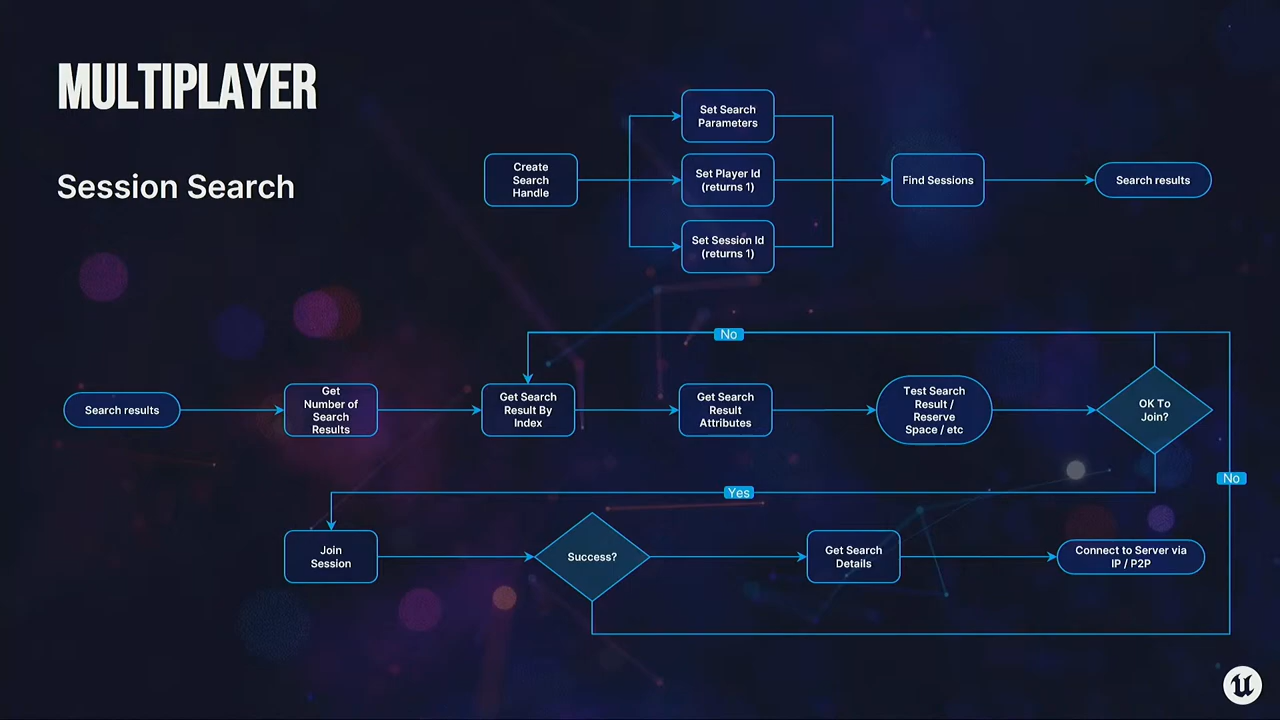 MULTIPLAYER
Session Search
Set Search
Parameters
Create
Search
Handle
Set Player Id
(returns 1)
Set Session Id
(returns 1)
Find Sessions
Search results
No
Search results
Get
Number of
Search
Results
Get Search
Result By
Index
Get Search
Result
Attributes
Test Search
Result /
Reserve
Space / etc
OK To
Join?
No
Yes
Join
Session
Success?
Get Search
Details
Connect to Server via
IP / P2P